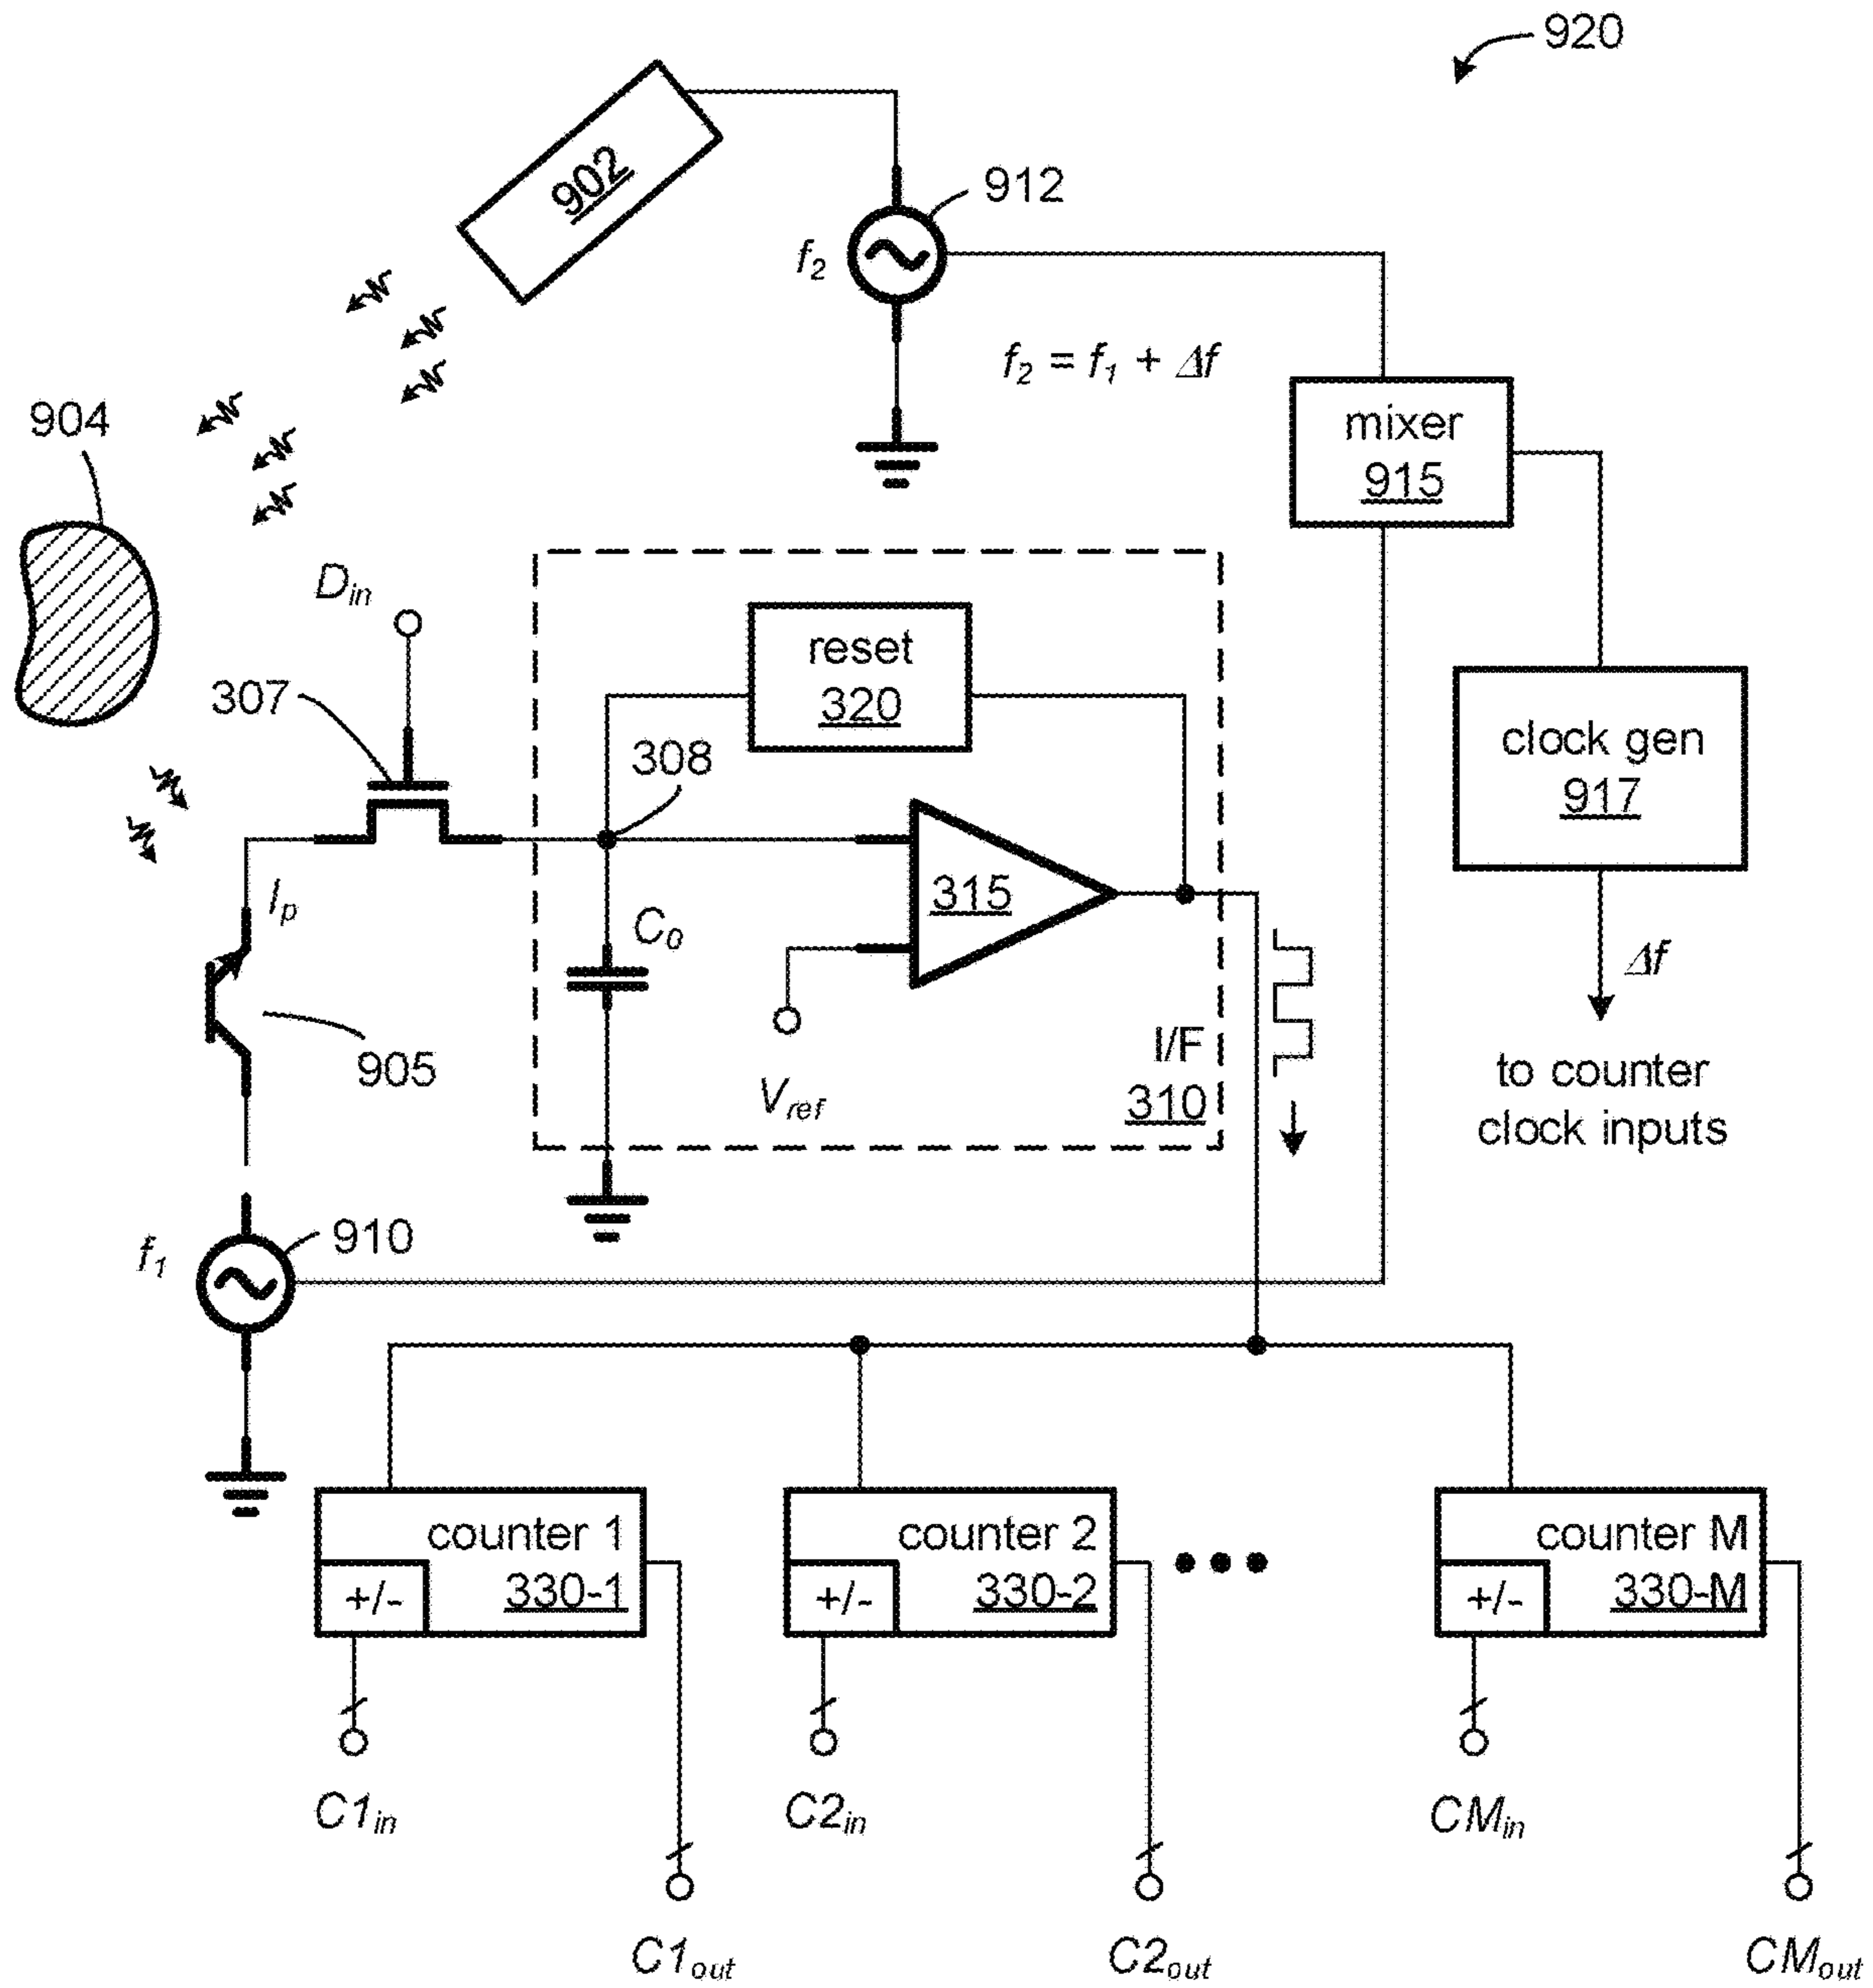 920
902
912
f2
f2 = f1 + Δf
mixer
915
904
Din
reset
320
307
308
clock gen
917
315
Ip
C0
Δf
905
Vref
I/F
310
to counter
clock inputs
f1
910
counter 1
330-1
+/-
counter 2
330-2
+/-
counter M
330-M
+/-
C1in
C2in
CMin
C1out
C2out
CMout